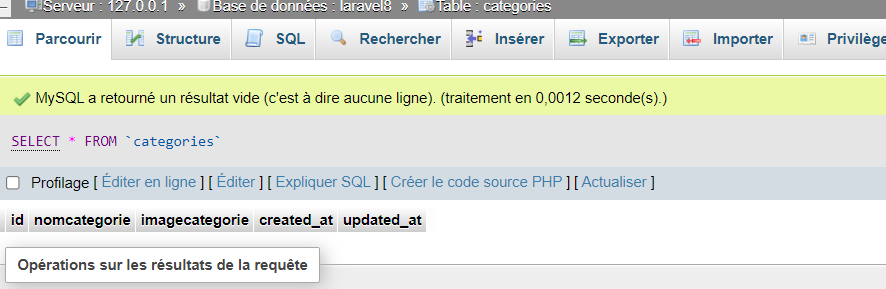 Serveur : 127.0.0.1 » Base de données : laravel8 » Table : categories
Parcourir Structure SQL Rechercher Insérer Exporter Importer Privilège
MySQL a retourné un résultat vide (c'est à dire aucune ligne). (traitement en 0,0012 seconde(s).)
SELECT * FROM `categories`
Profilage [ Éditer en ligne ] [ Éditer ] [ Expliquer SQL ] [ Créer le code source PHP ] [ Actualiser ]
id nomcategorie imagecategorie created_at updated_at
Opérations sur les résultats de la requête